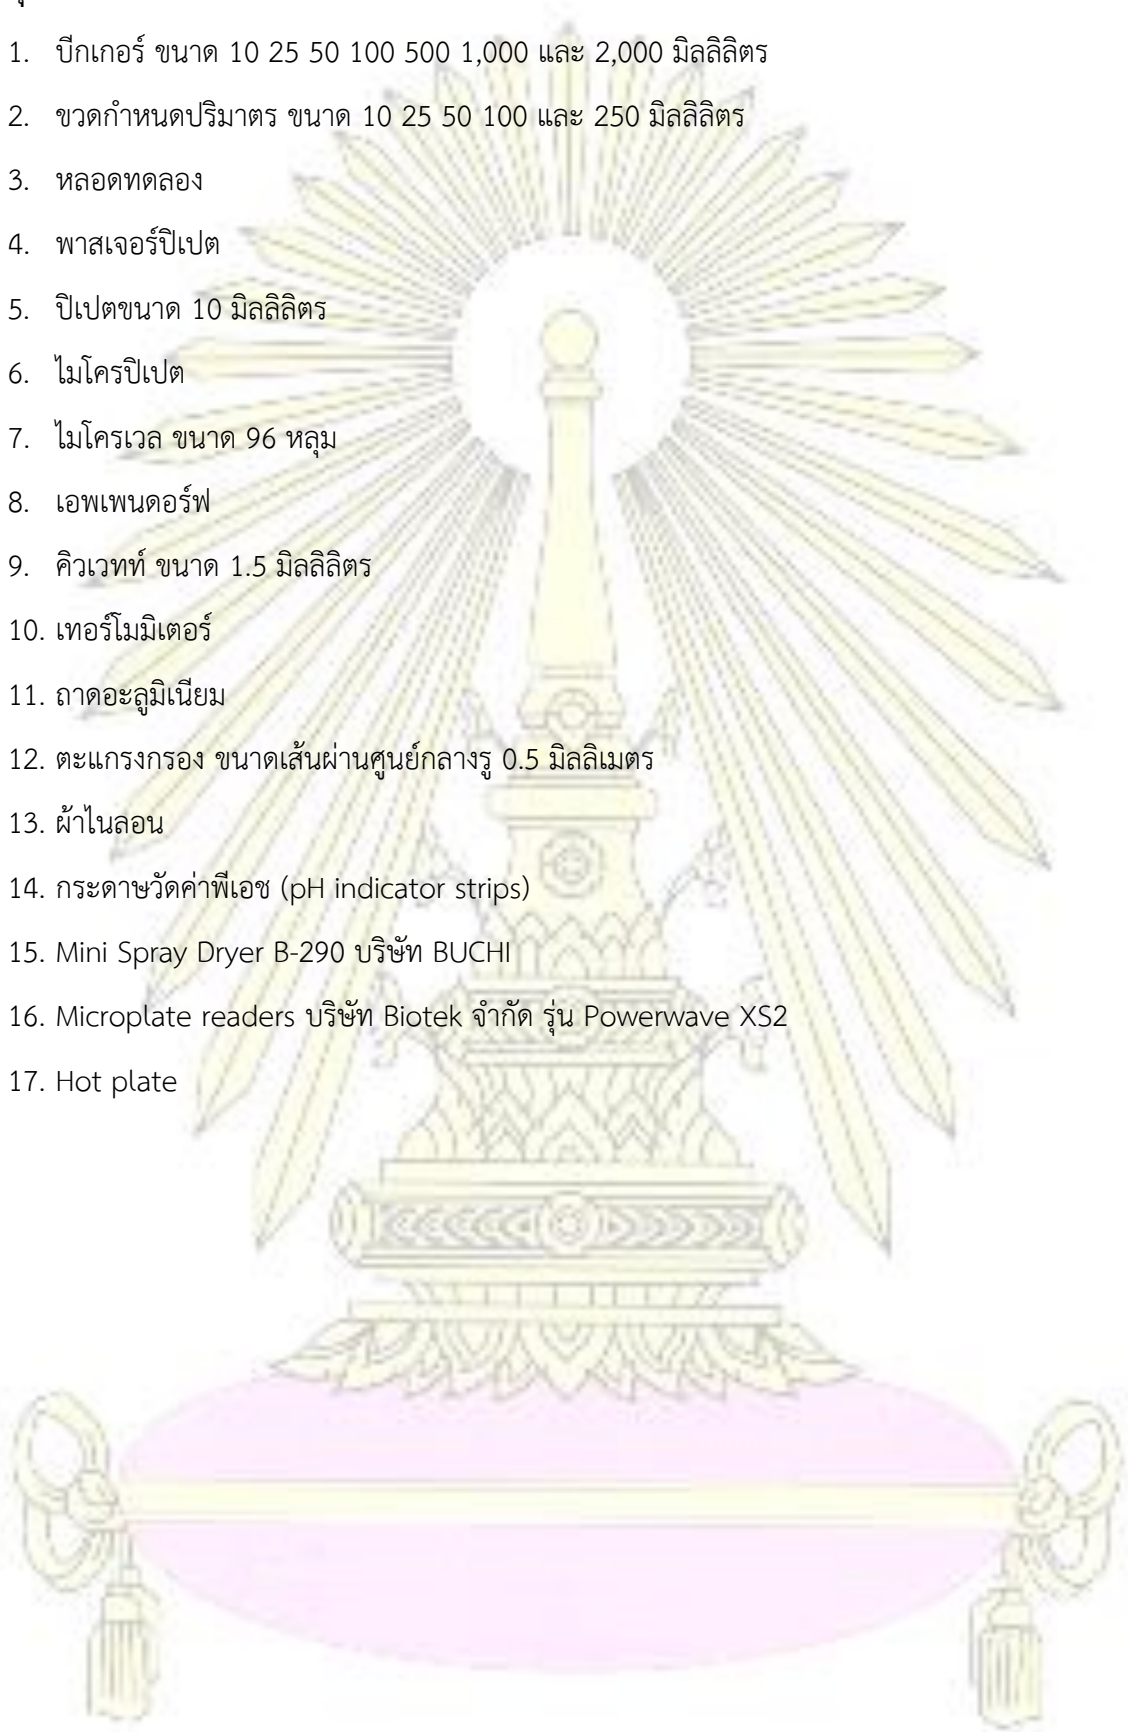 1. บีกเกอร์ ขนาด 10 25 50 100 500 1,000 และ 2,000 มิลลิลิตร
2. ขวดกำหนดปริมาตร ขนาด 10 25 50 100 และ 250 มิลลิลิตร
3. หลอดทดลอง
4. พาสเจอร์ปิเปต
5. ปิเปตขนาด 10 มิลลิลิตร
6. ไมโครปิเปต
7. ไมโครเวล ขนาด 96 หลุม
8. เอพเพนดอร์ฟ
9. คิวเวทท์ ขนาด 1.5 มิลลิลิตร
10. เทอร์โมมิเตอร์
11. ถาดอะลูมิเนียม
12. ตะแกรงกรอง ขนาดเส้นผ่านศูนย์กลางรู 0.5 มิลลิเมตร
13. ผ้าไนลอน
14. กระดาษวัดค่าพีเอช (pH indicator strips)
15. Mini Spray Dryer B-290 บริษัท BUCHI
16. Microplate readers บริษัท Biotek จำกัด รุ่น Powerwave XS2
17. Hot plate